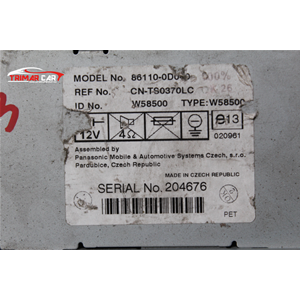 TRIMAR CAR
MODEL No. 86110-0D0
REF No. CN-TS0370LC
ID No. W58500 TYPE: W58500
12V 4Ω 13
020961
Assembled by
Panasonic Mobile & Automotive Systems Czech, s.r.o.
Pardubice, Czech Republic
SERIAL No. 204676
MADE IN CZECH REPUBLIC
PET